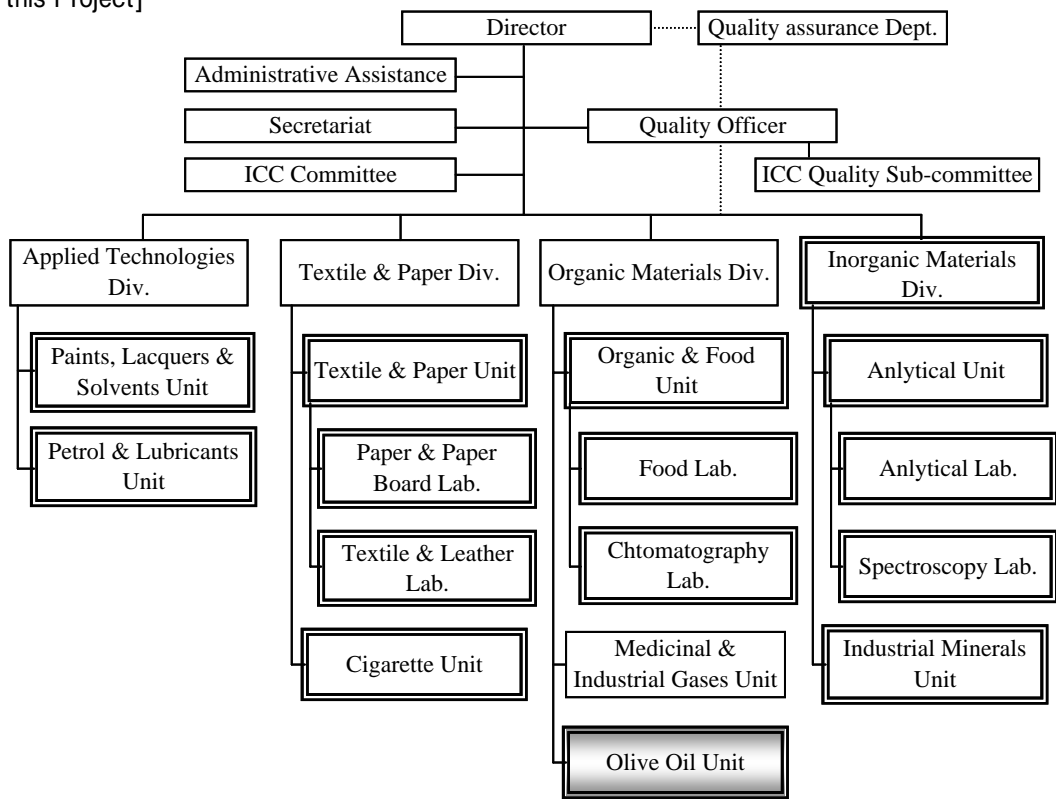 this Project]
Director
Quality assurance Dept.
Administrative Assistance
Secretariat
Quality Officer
ICC Committee
ICC Quality Sub-committee
Applied Technologies
Div.
Textile & Paper Div.
Organic Materials Div.
Inorganic Materials
Div.
Paints, Lacquers &
Solvents Unit
Textile & Paper Unit
Organic & Food
Unit
Anlytical Unit
Petrol & Lubricants
Unit
Paper & Paper
Board Lab.
Food Lab.
Anlytical Lab.
Textile & Leather
Lab.
Chtomatography
Lab.
Spectroscopy Lab.
Cigarette Unit
Medicinal &
Industrial Gases Unit
Industrial Minerals
Unit
Olive Oil Unit